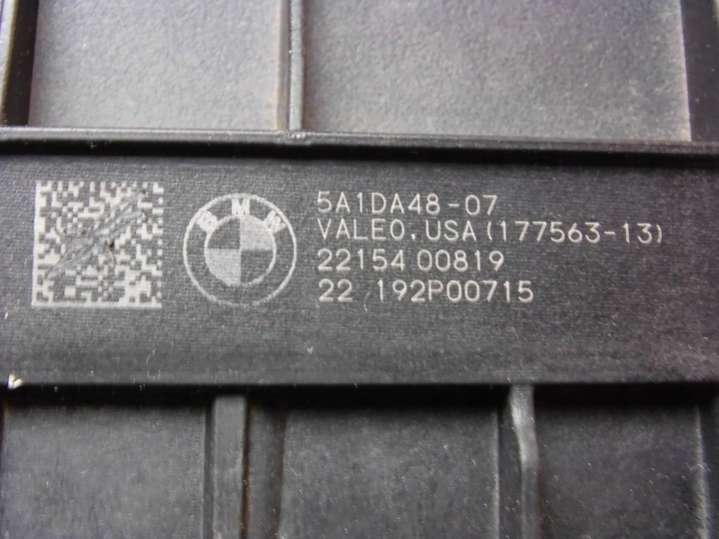 BMW
5A1DA48-07
VALEO.USA(177563-13)
22154 00819
22 192P00715